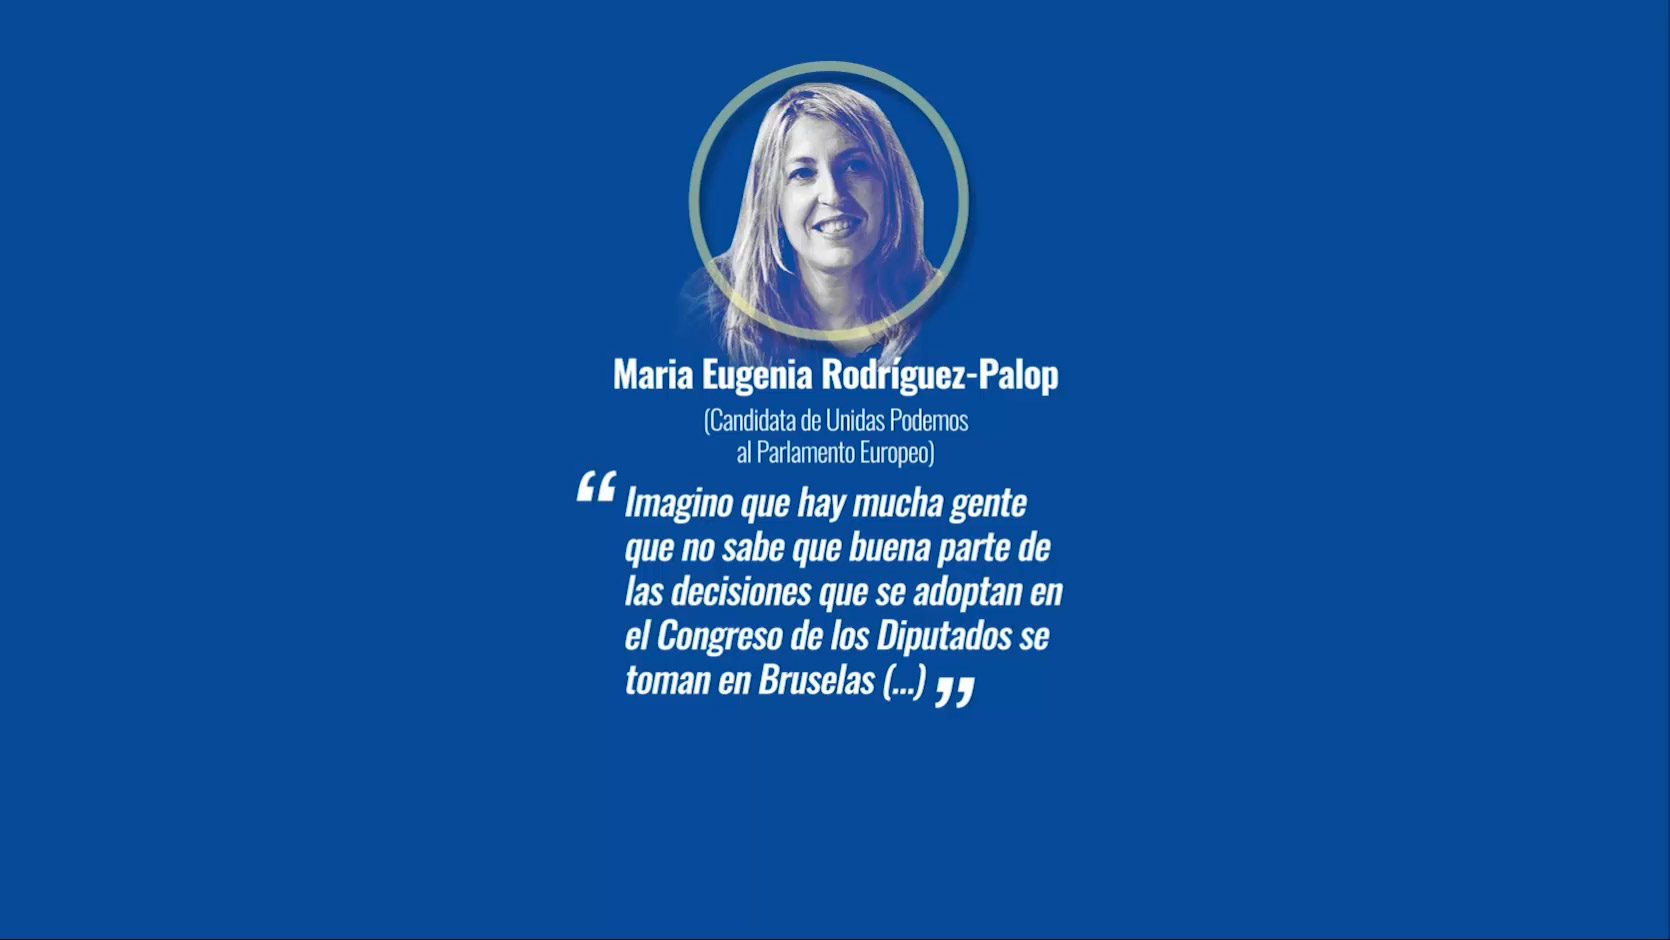 Maria Eugenia Rodríguez-Palop
(Candidata de Unidas Podemos
al Parlamento Europeo)
“ Imagino que hay mucha gente
que no sabe que buena parte de
las decisiones que se adoptan en
el Congreso de los Diputados se
toman en Bruselas (...) ”